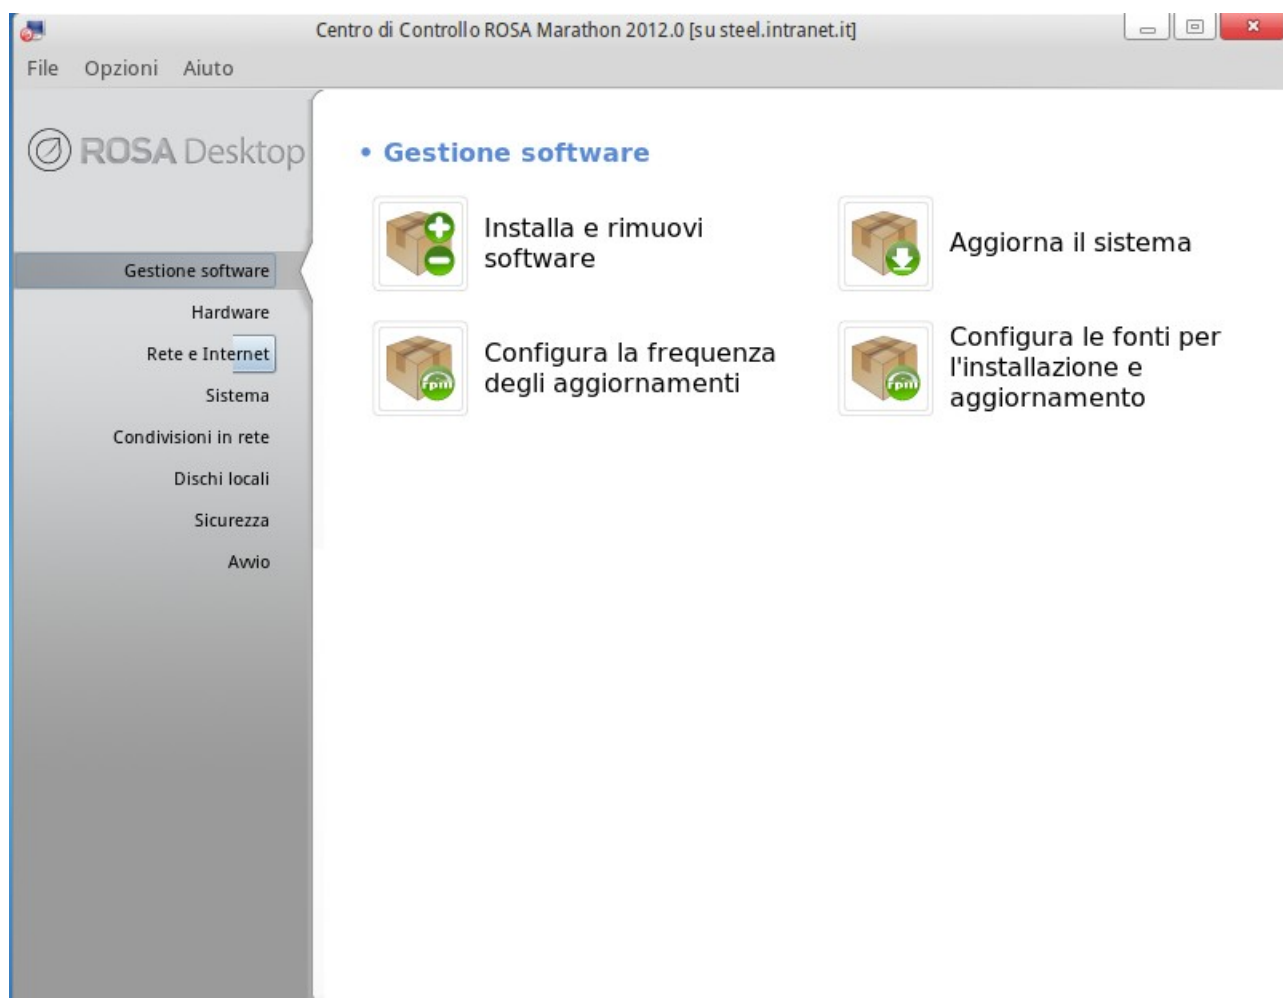 Centro di Controllo ROSA Marathon 2012.0 [su steel.intranet.it]
File Opzioni Aiuto
ROSA Desktop
Gestione software
Hardware
Rete e Internet
Sistema
Condivisioni in rete
Dischi locali
Sicurezza
Avvio
• Gestione software
Installa e rimuovi
software
Aggiorna il sistema
Configura la frequenza
degli aggiornamenti
rpm
Configura le fonti per
l'installazione e
aggiornamento
rpm